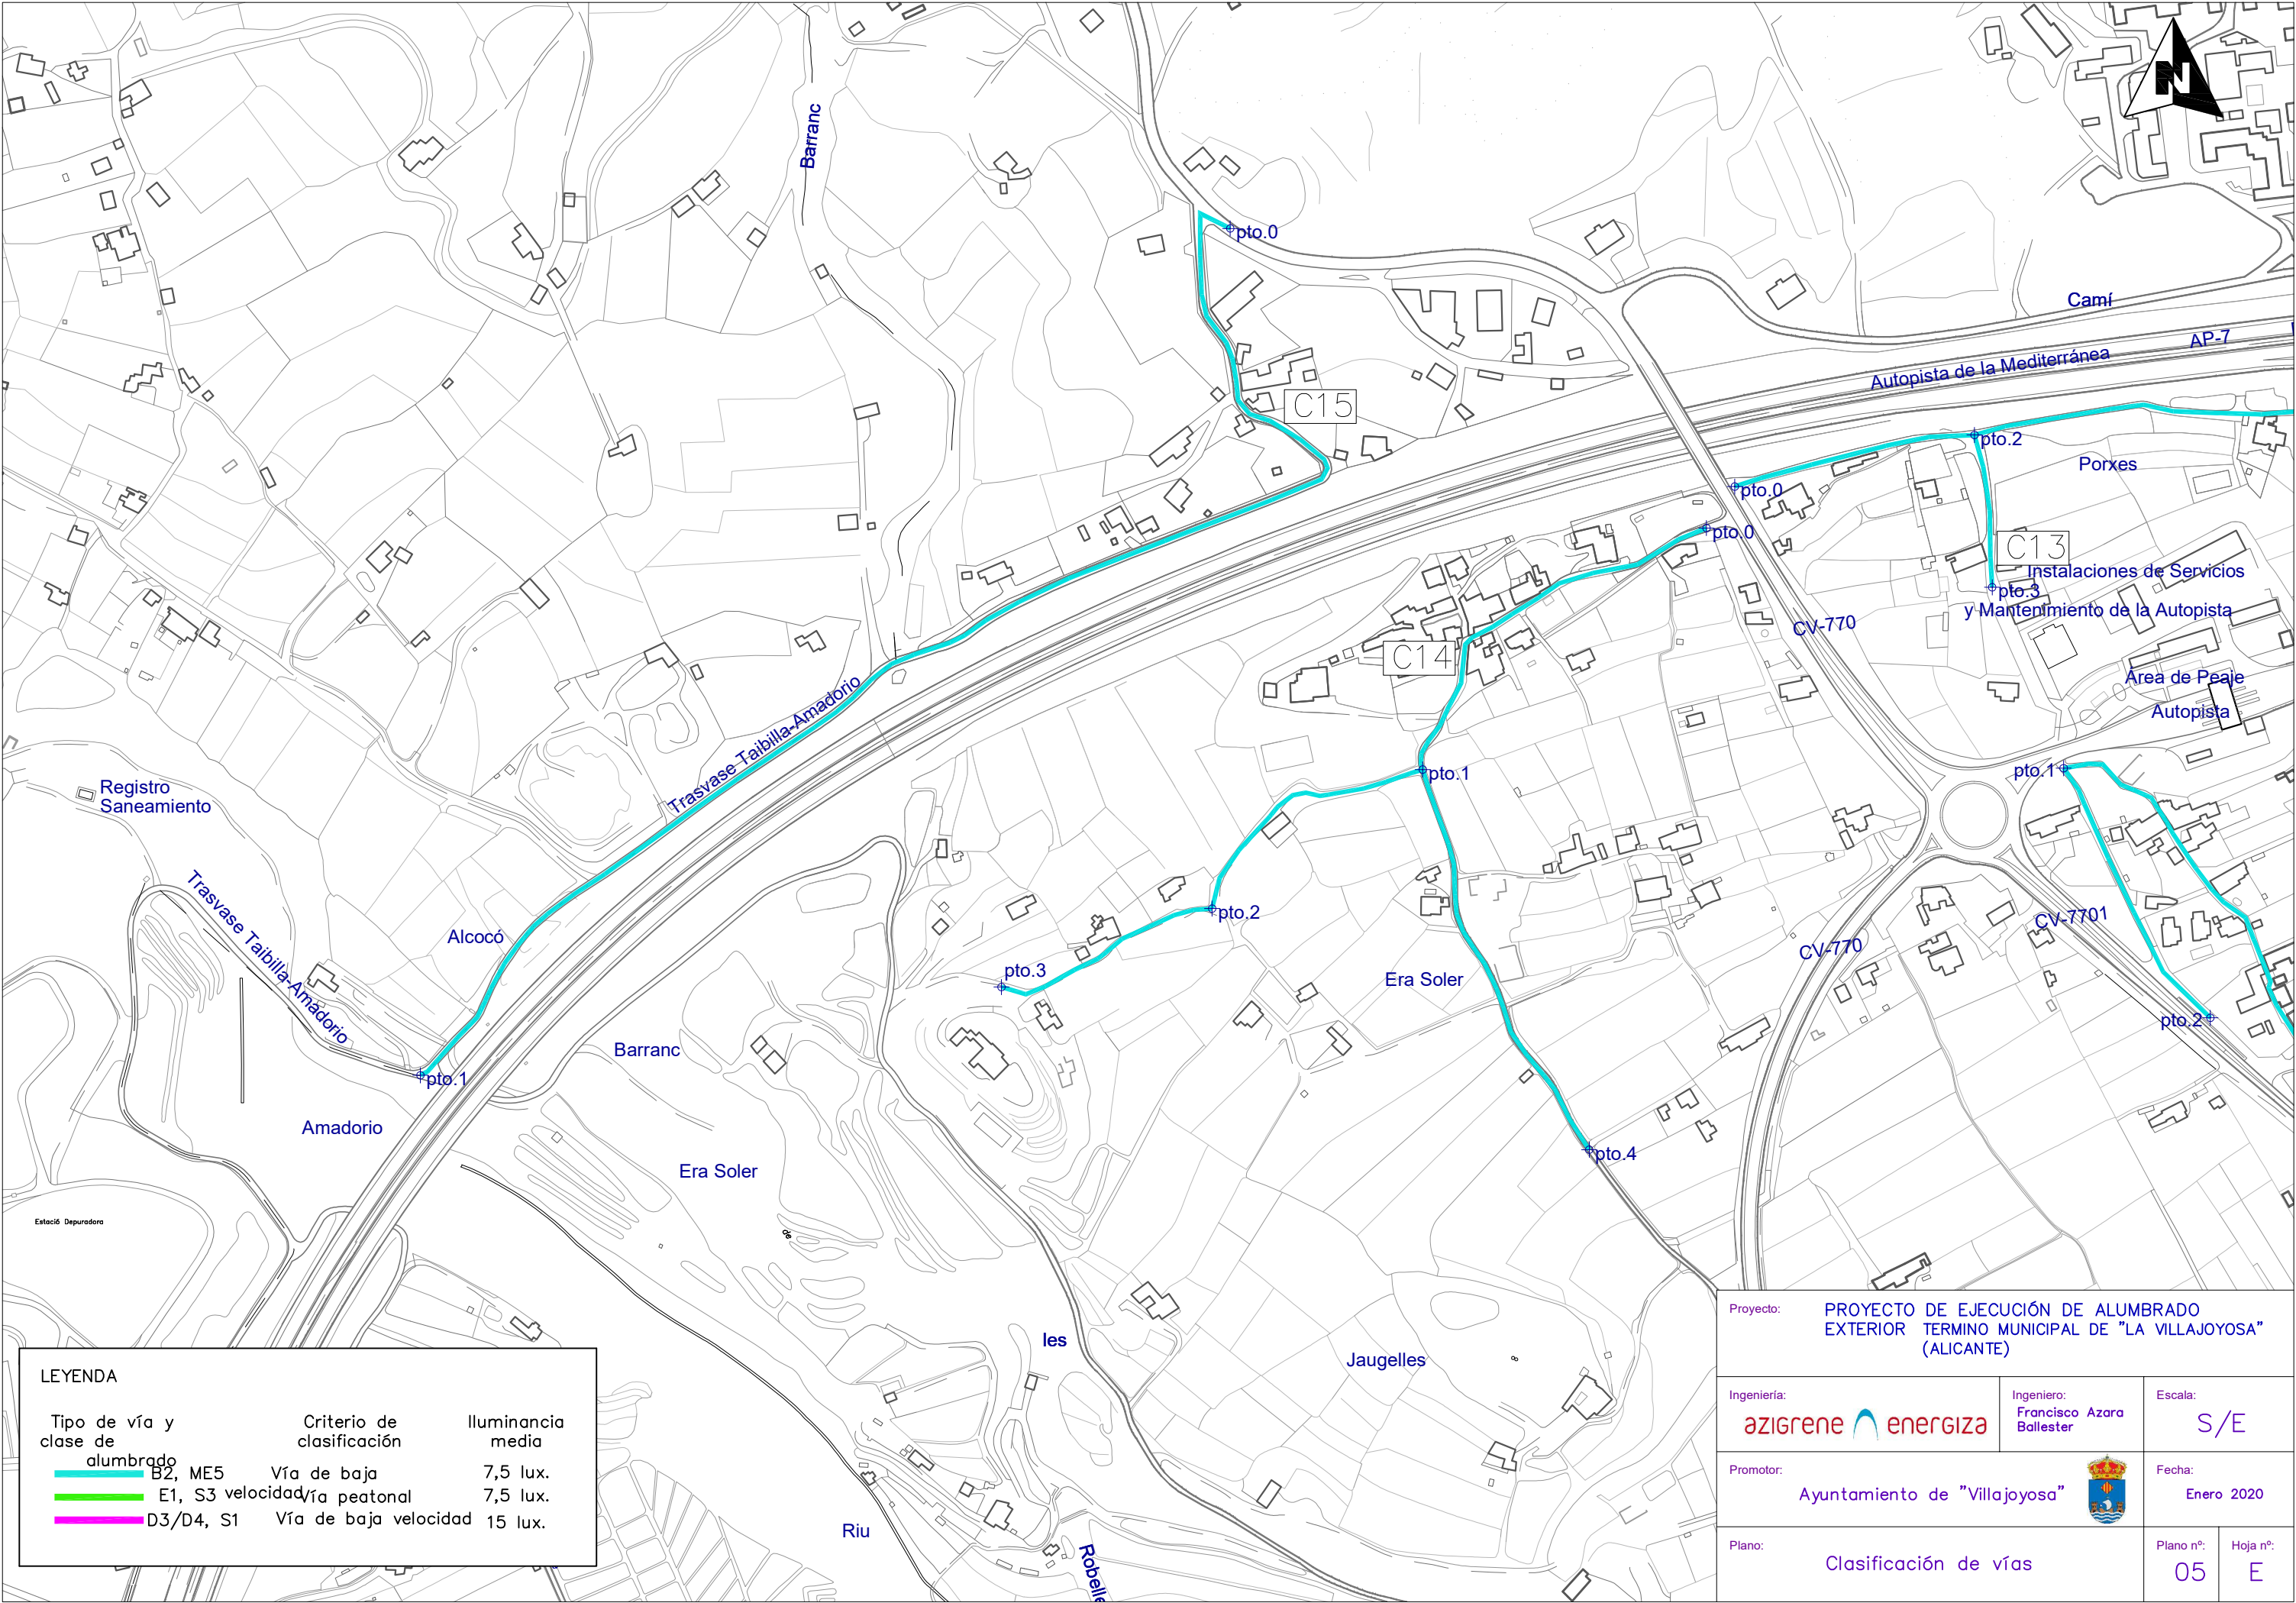 N
Barranc
pto.0
Camí
AP-7
Autopista de la Mediterránea
C15
pto.2
Porxes
pto.0
pto.0
C13
Instalaciones de Servicios
pto.3
y Mantenimiento de la Autopista
CV-770
C14
Área de Peaje
Autopista
Trasvase Taibilla-Amadorio
pto.1
pto.1
Registro
Saneamiento
Trasvase Taibilla-Amadorio
Alcocó
pto.2
CV-7701
CV-770
pto.3
Era Soler
pto.2
Barranc
pto.1
Amadorio
pto.4
Era Soler
Estació Depuradora
de
les
Jaugelles
Riu
Robelle
LEYENDA
Tipo de vía y
clase de
alumbrado
Criterio de
clasificación
Iluminancia
media
B2, ME5 Vía de baja velocidad 7,5 lux.
E1, S3 Vía peatonal 7,5 lux.
D3/D4, S1 Vía de baja velocidad 15 lux.
Proyecto:
PROYECTO DE EJECUCIÓN DE ALUMBRADO
EXTERIOR TERMINO MUNICIPAL DE "LA VILLAJOYOSA"
(ALICANTE)
Ingeniería:
azigrene energiza
Ingeniero:
Francisco Azara
Ballester
Escala:
S/E
Promotor:
Ayuntamiento de "Villajoyosa"
Fecha:
Enero 2020
Plano:
Clasificación de vías
Plano nº:
05
Hoja nº:
E